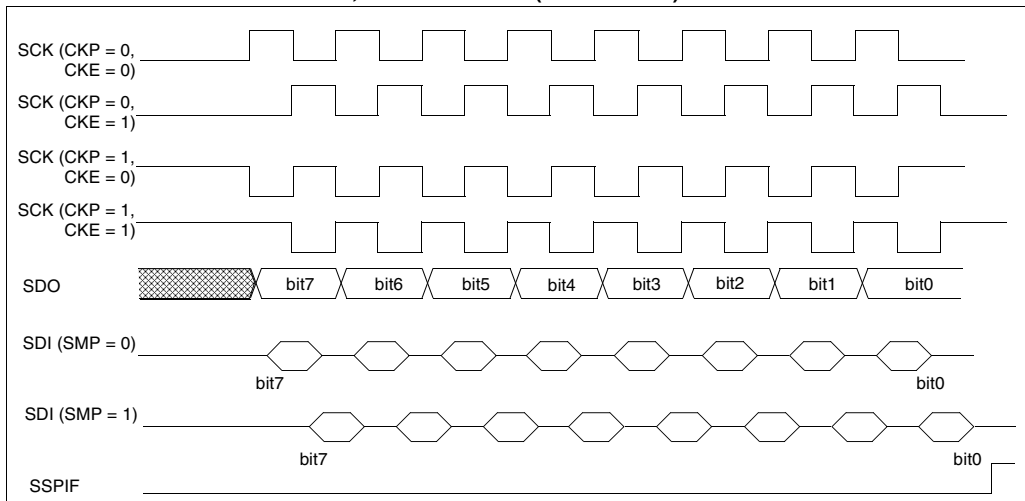 SCK (CKP = 0,
CKE = 0)
SCK (CKP = 0,
CKE = 1)
SCK (CKP = 1,
CKE = 0)
SCK (CKP = 1,
CKE = 1)
SDO bit7 bit6 bit5 bit4 bit3 bit2 bit1 bit0
SDI (SMP = 0)
bit7 bit0
SDI (SMP = 1)
bit7 bit0
SSPIF